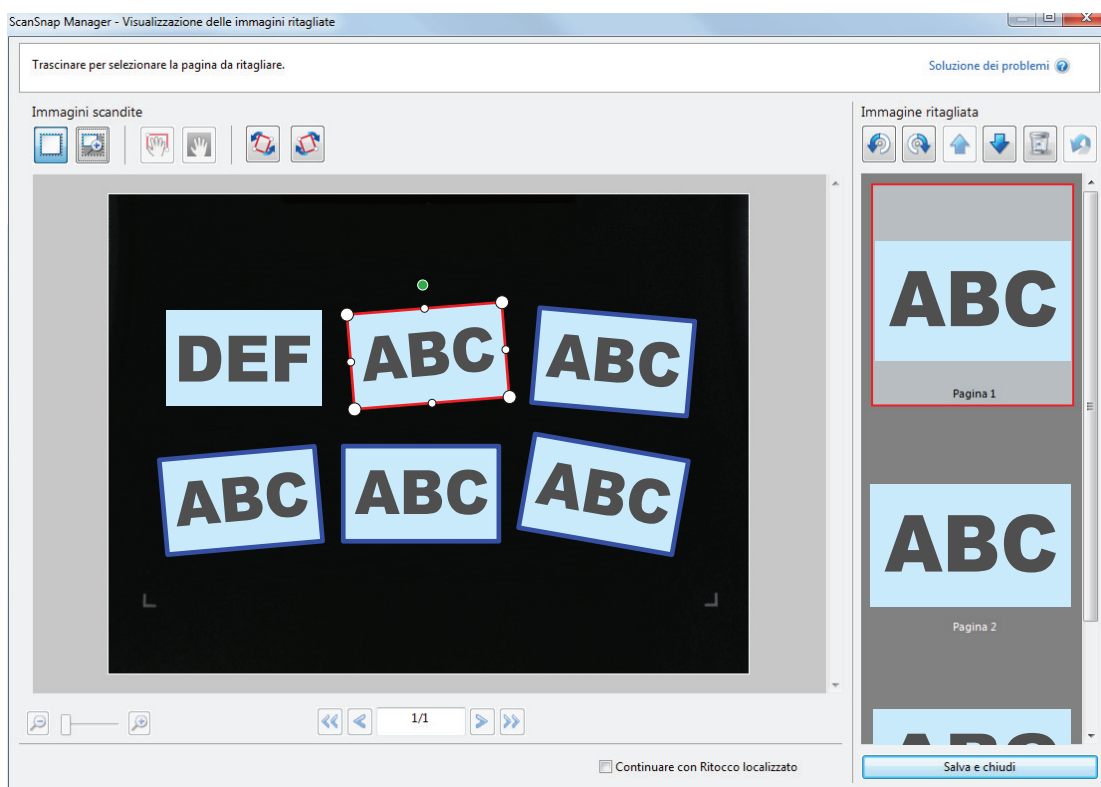 ScanSnap Manager - Visualizzazione delle immagini ritagliate
Trascinare per selezionare la pagina da ritagliare.
Soluzione dei problemi
Immagini scandite
Immagine ritagliata
DEF
ABC
ABC
ABC
ABC
ABC
1/1
Continuare con Ritocco localizzato
ABC
Pagina 1
ABC
Pagina 2
ABC
Salva e chiudi